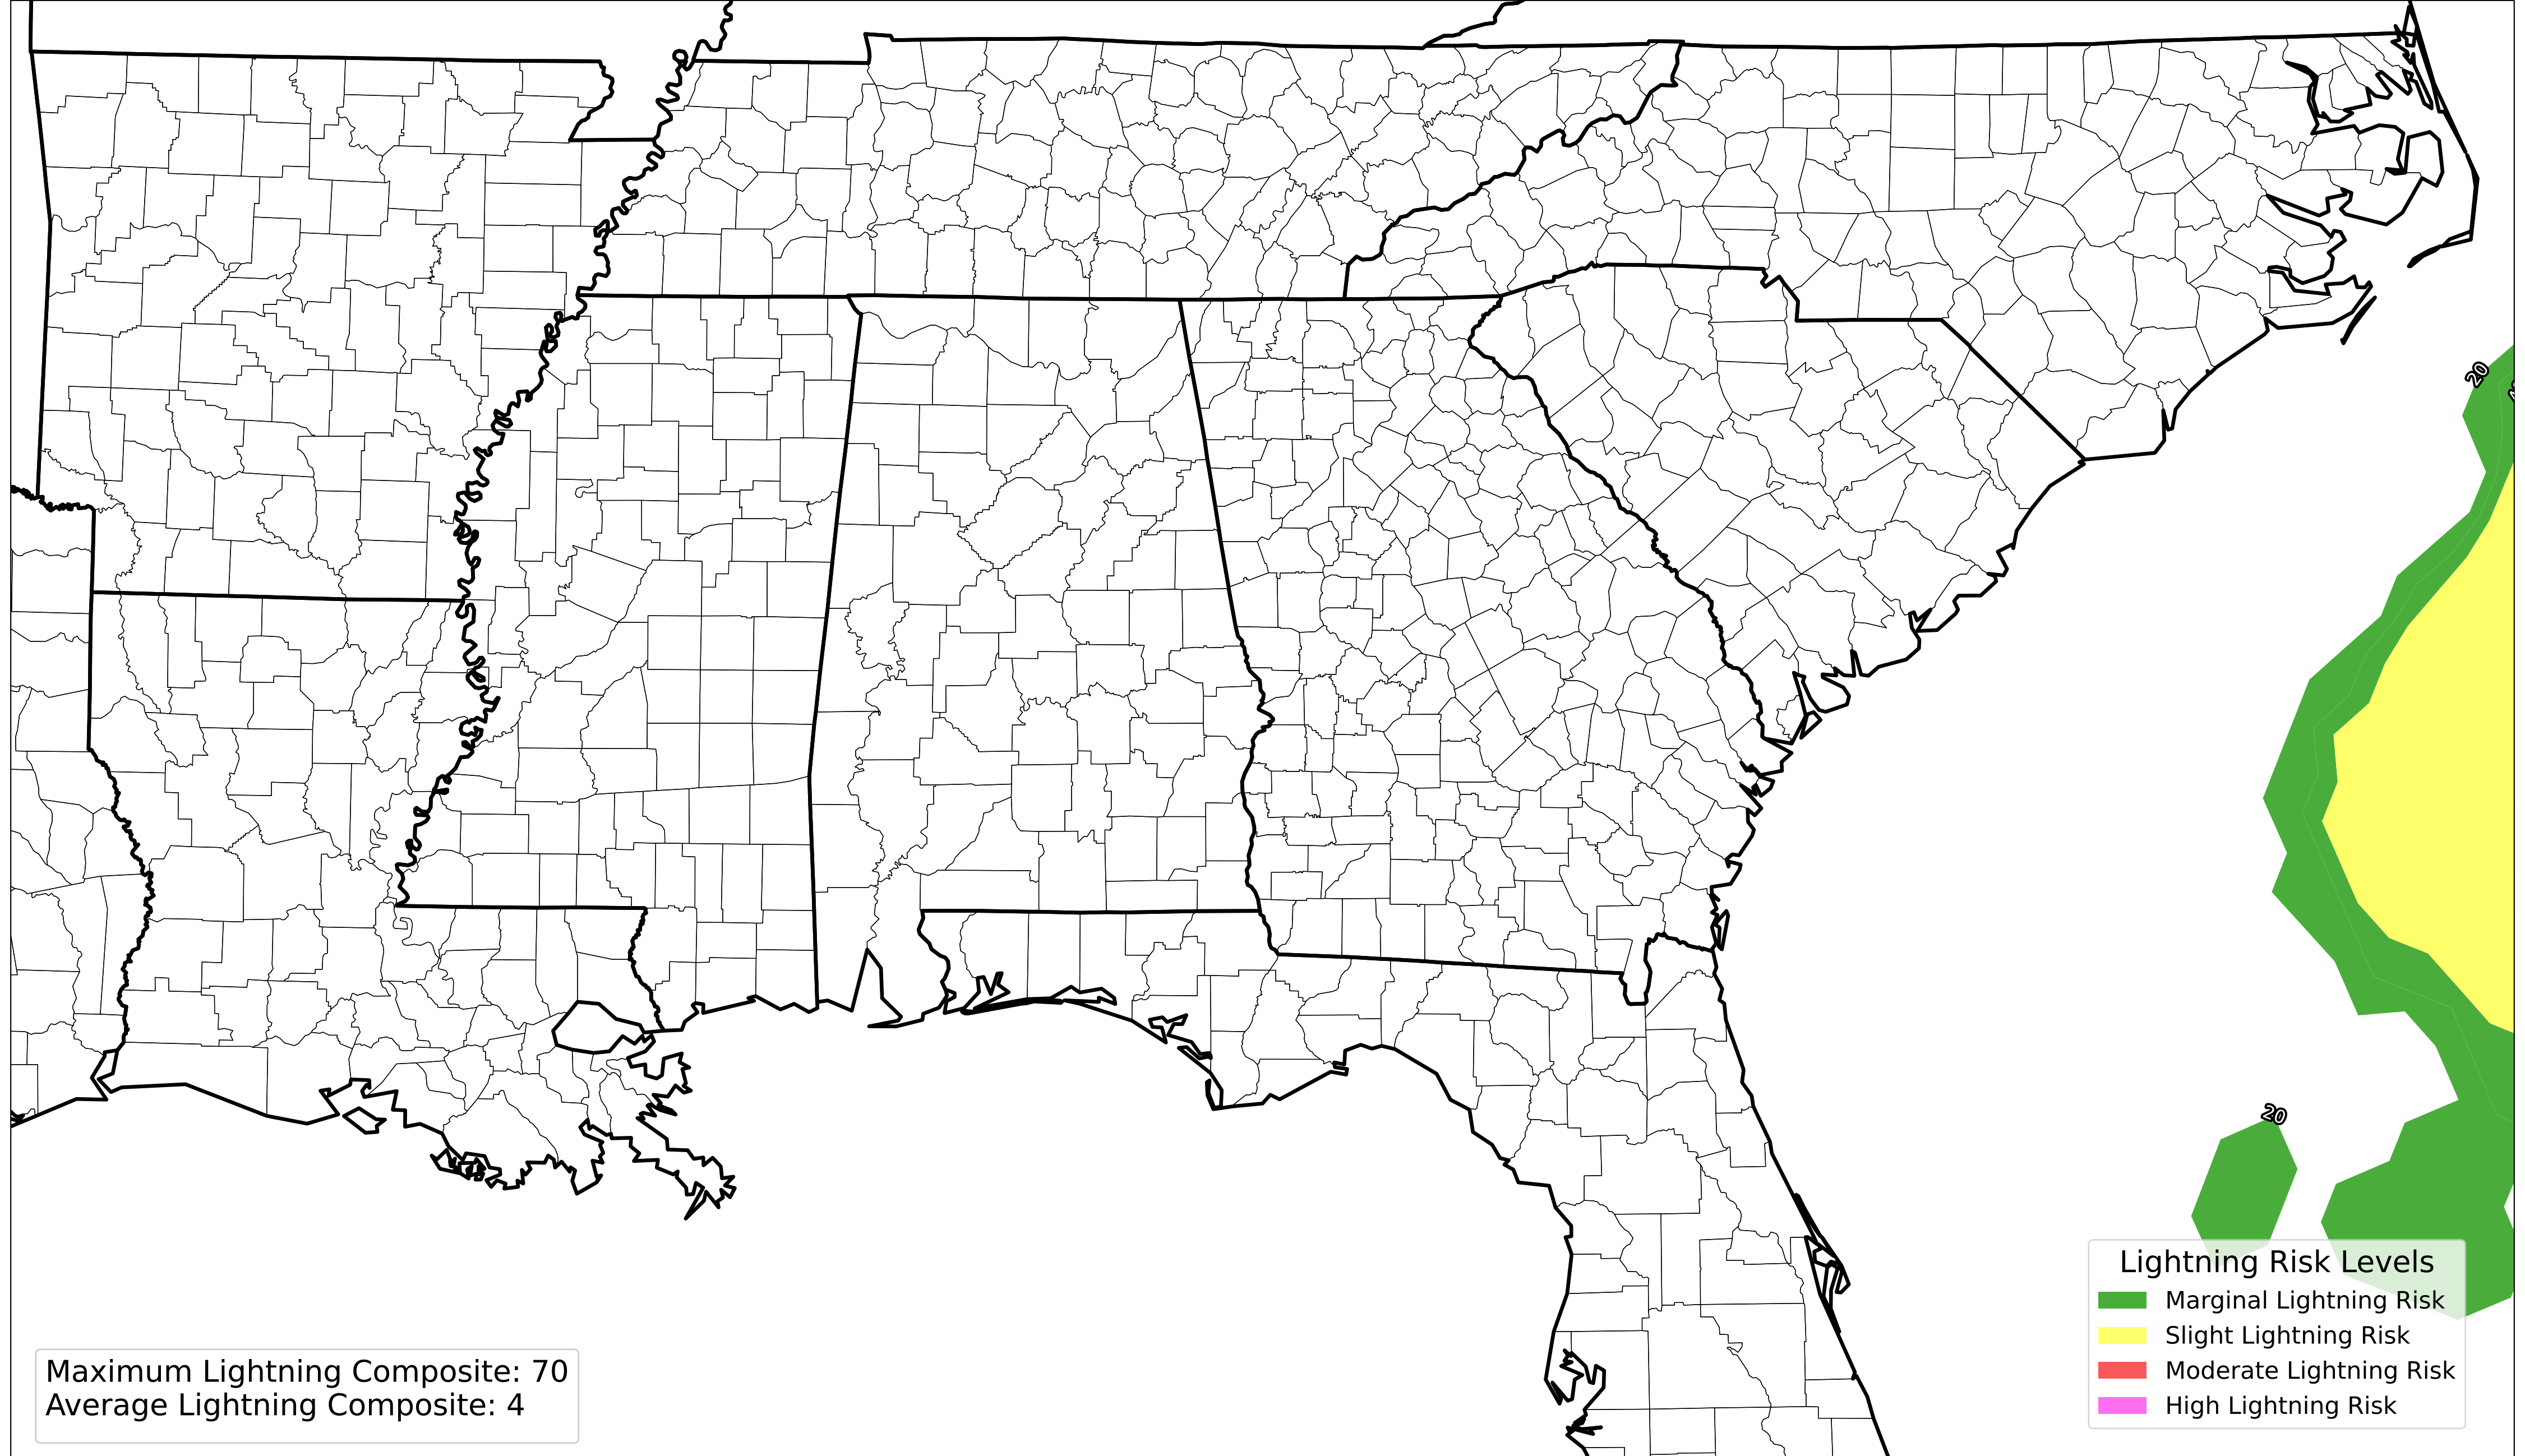 20
20
Lightning Risk Levels
Marginal Lightning Risk
Slight Lightning Risk
Moderate Lightning Risk
High Lightning Risk
Maximum Lightning Composite: 70
Average Lightning Composite: 4